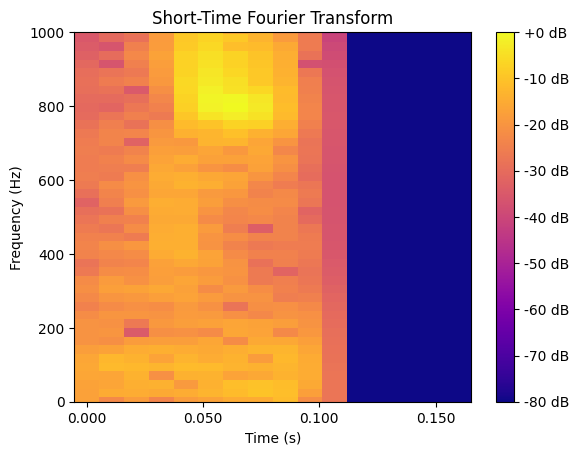 Short-Time Fourier Transform
1000
800
600
400
200
0
Frequency (Hz)
0.000
0.050
0.100
0.150
Time (s)
+0 dB
-10 dB
-20 dB
-30 dB
-40 dB
-50 dB
-60 dB
-70 dB
-80 dB